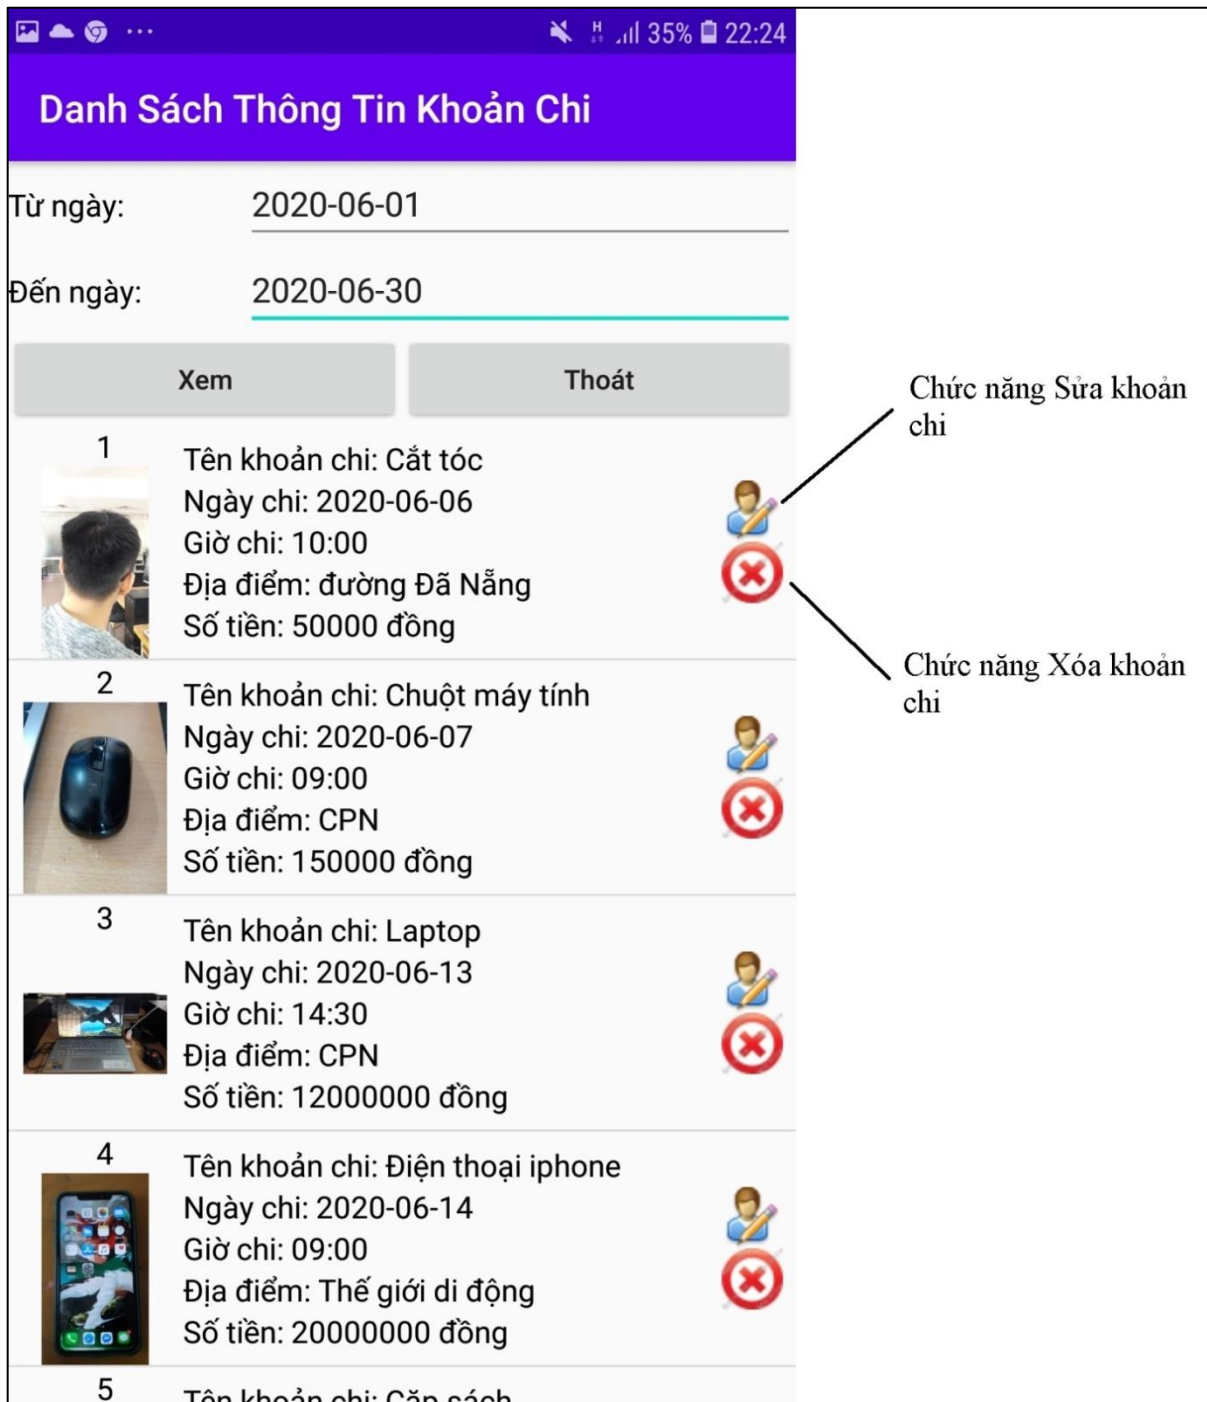 35% 22:24
Danh Sách Thông Tin Khoản Chi
Từ ngày: 2020-06-01
Đến ngày: 2020-06-30
Xem Thoát
1
Tên khoản chi: Cắt tóc
Ngày chi: 2020-06-06
Giờ chi: 10:00
Địa điểm: đường Đã Nẵng
Số tiền: 50000 đồng
Chức năng Sửa khoản
chi
Chức năng Xóa khoản
chi
2
Tên khoản chi: Chuột máy tính
Ngày chi: 2020-06-07
Giờ chi: 09:00
Địa điểm: CPN
Số tiền: 150000 đồng
3
Tên khoản chi: Laptop
Ngày chi: 2020-06-13
Giờ chi: 14:30
Địa điểm: CPN
Số tiền: 12000000 đồng
4
Tên khoản chi: Điện thoại iphone
Ngày chi: 2020-06-14
Giờ chi: 09:00
Địa điểm: Thế giới di động
Số tiền: 20000000 đồng
5
Tên khoản chi: Cặp sách